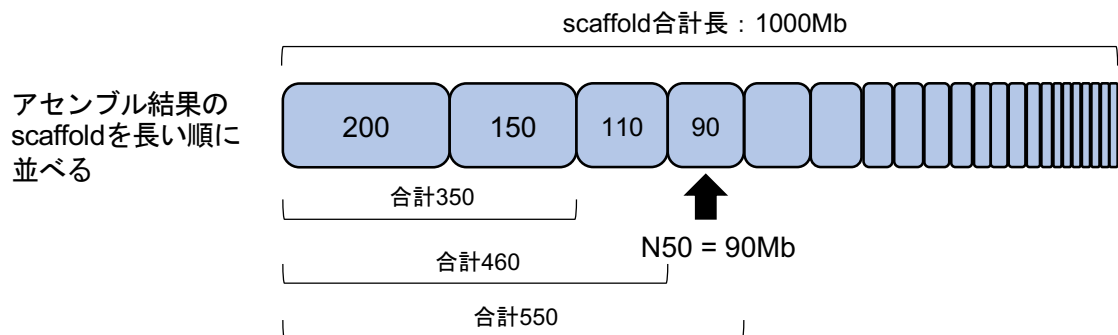 scaffold合計長：1000Mb
アセンブル結果の
scaffoldを長い順に
並べる
200
150
110
90
合計350
N50 = 90Mb
合計460
合計550